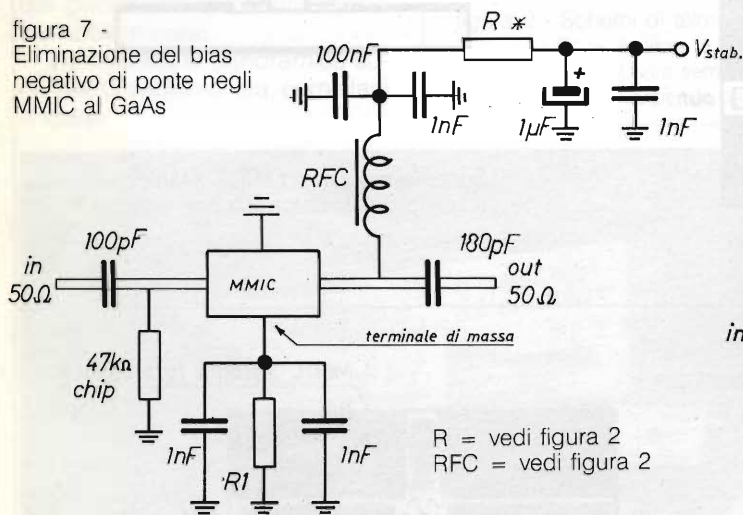 figura 7 -
Eliminazione del bias
negativo di ponte negli
MMIC al GaAs
100nF
1nF
R *
Vstab.
+
1µF
1nF
RFC
100pF
in
50Ω
MMIC
180pF
out
50Ω
terminale di massa
47kΩ
chip
1nF
R1
1nF
R = vedi figura 2
RFC = vedi figura 2
in